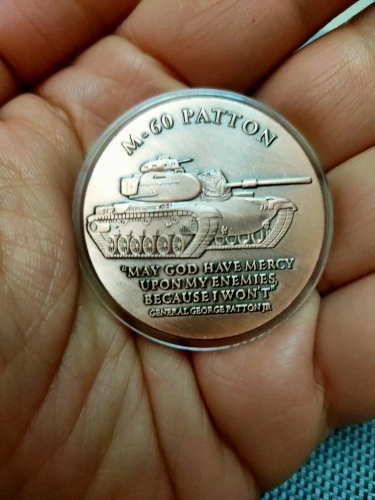 M-60 PATTON
"MAY GOD HAVE MERCY
UPON MY ENEMIES,
BECAUSE I WON'T"
GENERAL GEORGE PATTON JR